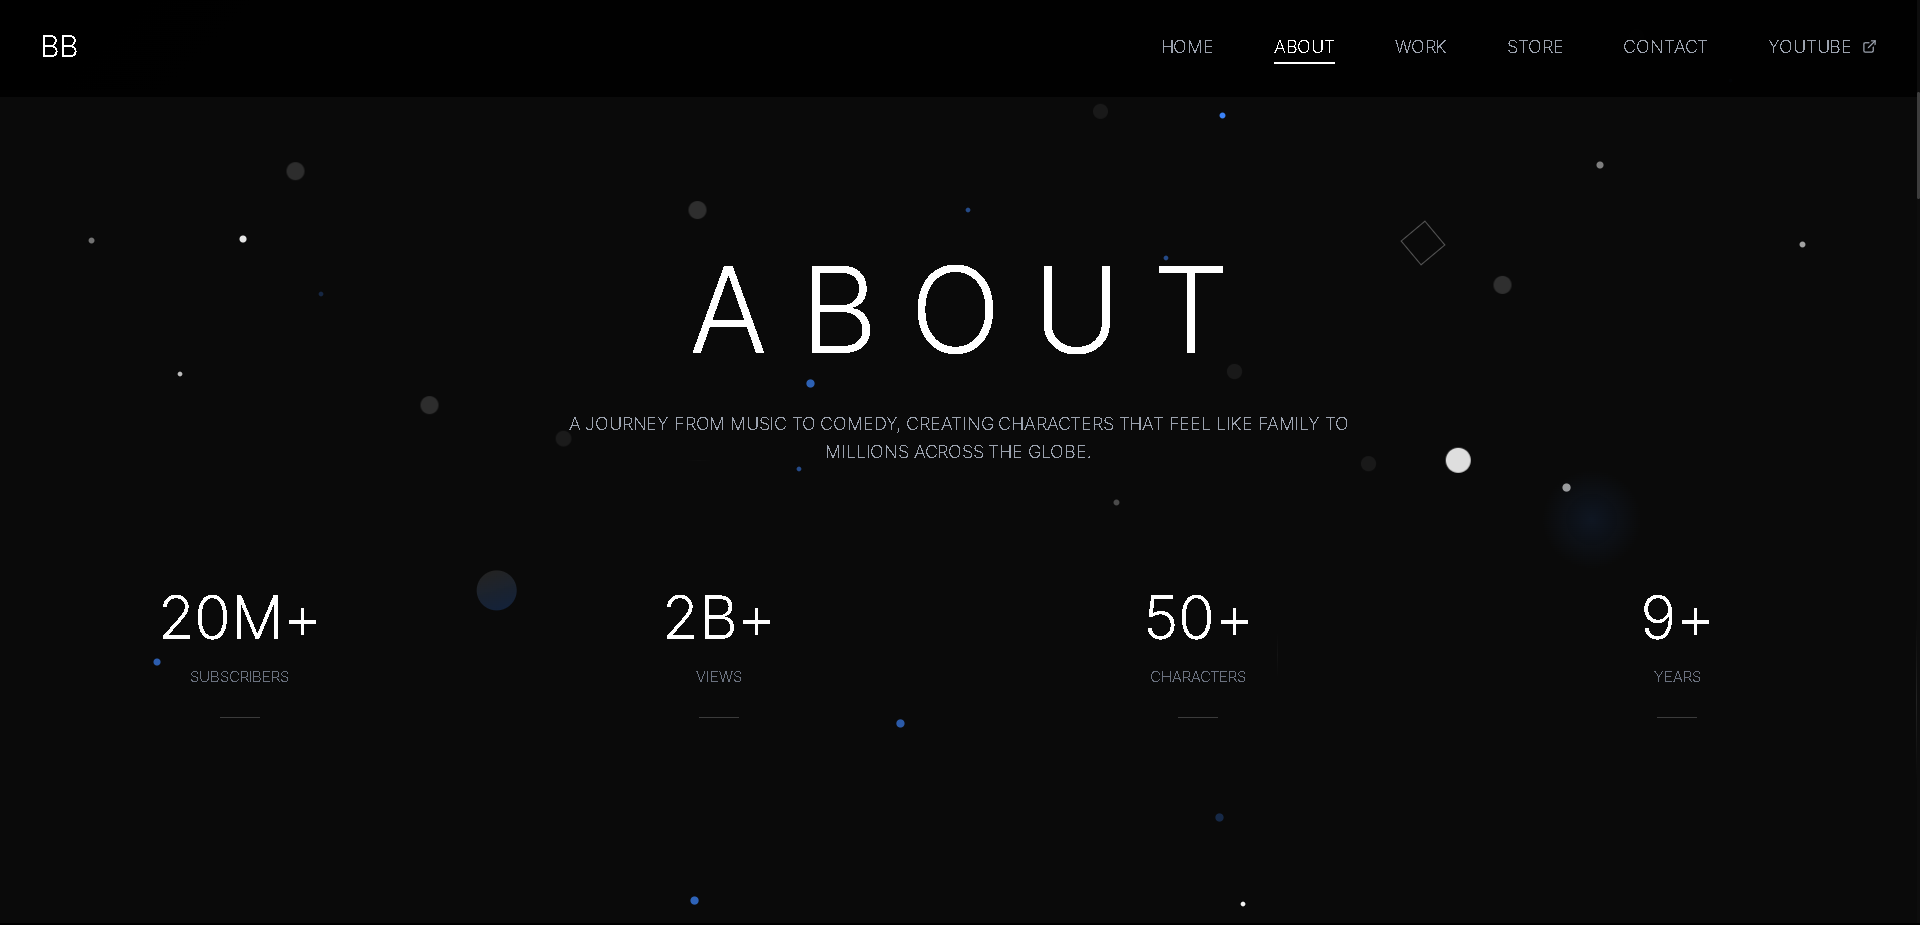 BB
HOME ABOUT WORK STORE CONTACT YOUTUBE
ABOUT
A JOURNEY FROM MUSIC TO COMEDY, CREATING CHARACTERS THAT FEEL LIKE FAMILY TO
MILLIONS ACROSS THE GLOBE.
20M+ 2B+ 50+ 9+
SUBSCRIBERS VIEWS CHARACTERS YEARS